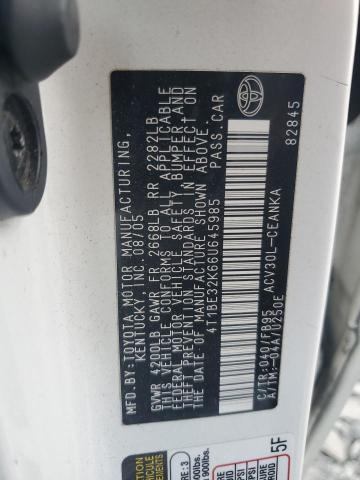 MFD.BY:TOYOTA MOTOR MANUFACTURING,
KENTUCKY, INC. 08/05
GVWR 4200LB GAWR FR 2668LB RR 2282LB
THIS VEHICLE CONFORMS TO ALL APPLICABLE
FEDERAL MOTOR VEHICLE SAFETY, BUMPER, AND
THEFT PREVENTION STANDARDS IN EFFECT ON
THE DATE OF MANUFACTURE SHOWN ABOVE.
4T1BE32K66U645985 PASS.CAR
C/TR:040/FB95 ACV30L-CEANKA
A/TM:-04A/U250E
82845